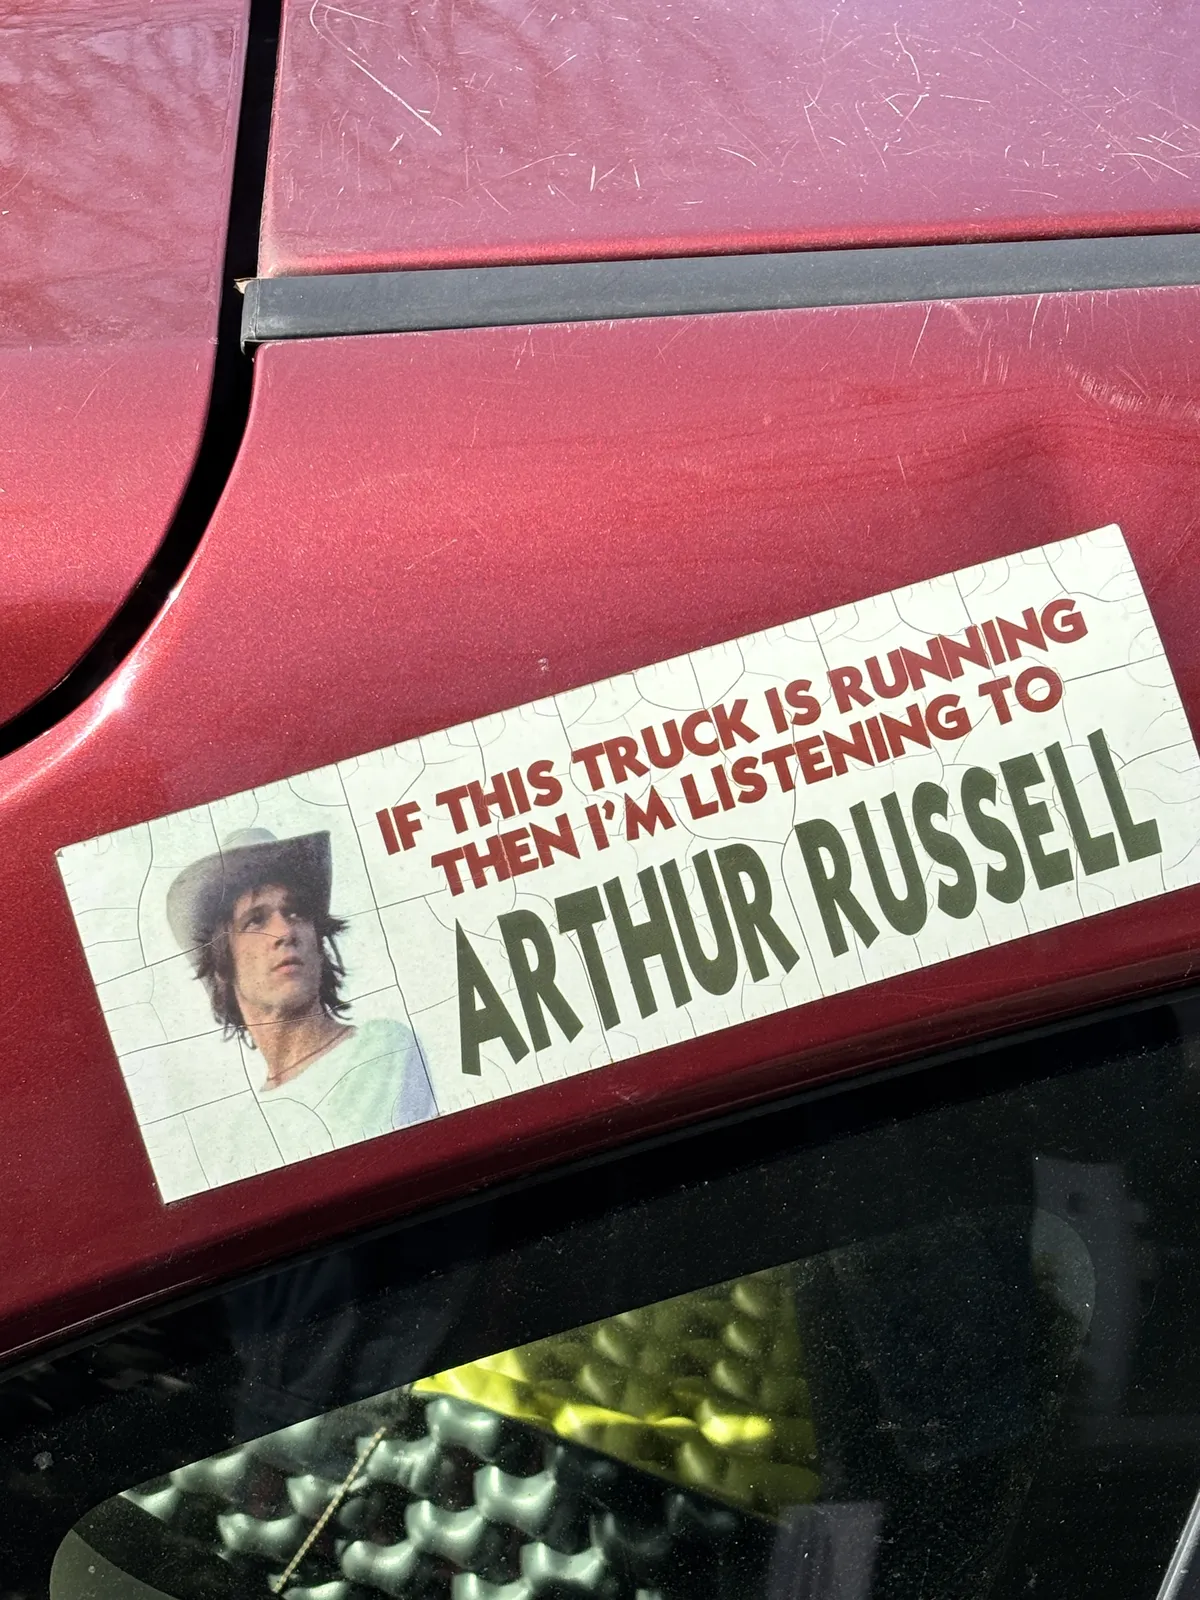 IF THIS TRUCK IS RUNNING
THEN I'M LISTENING TO
ARTHUR RUSSELL